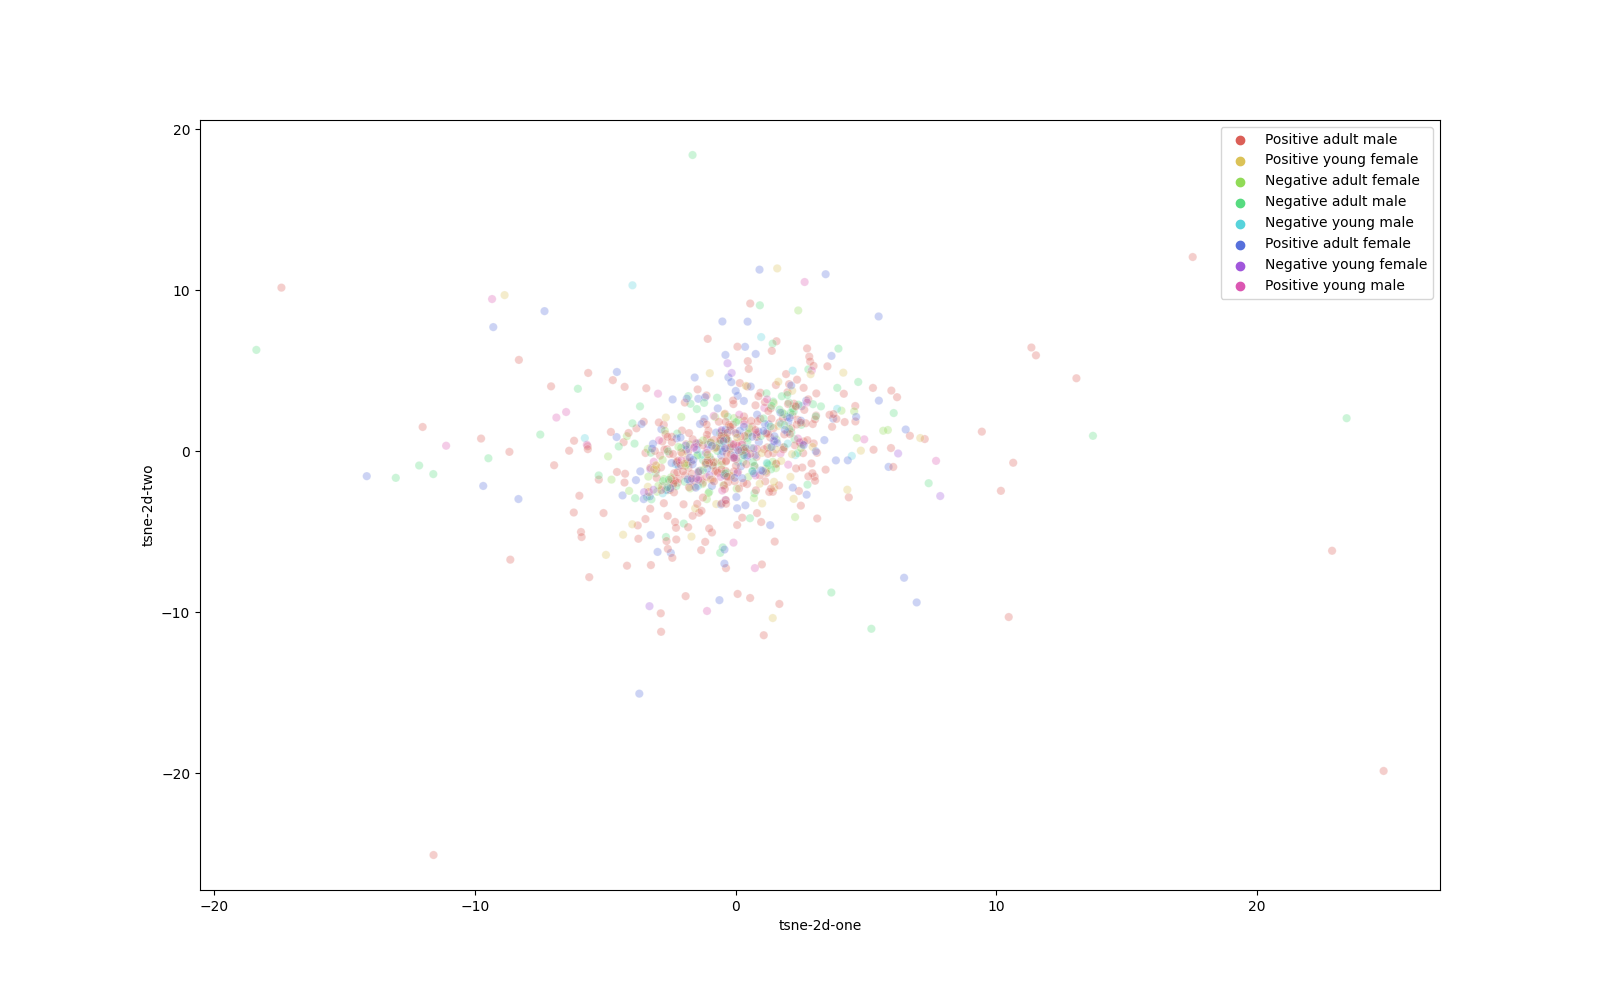 20
10
0
−10
−20
tsne-2d-two
Positive adult male
Positive young female
Negative adult female
Negative adult male
Negative young male
Positive adult female
Negative young female
Positive young male
−20
−10
0
10
20
tsne-2d-one